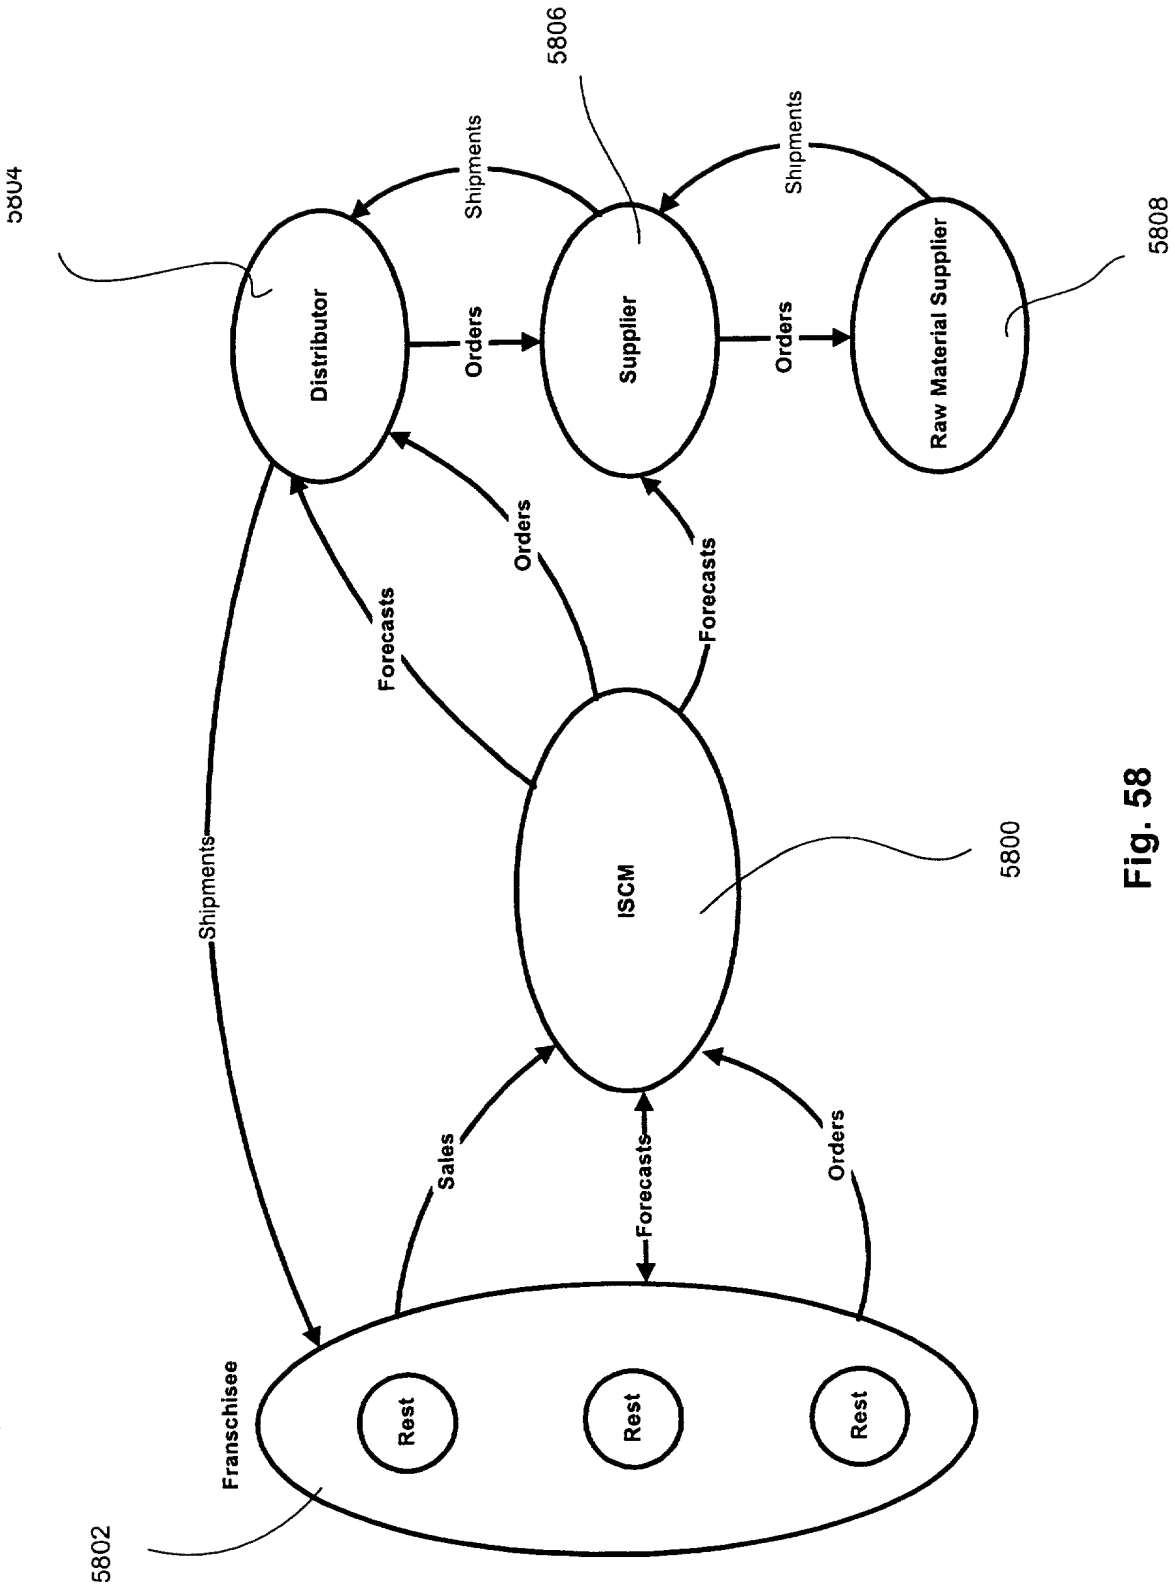 5804
5802
Shipments
Franschisee
Distributor
Forecasts
Rest
Sales
Orders
Shipments
Orders
5806
Rest
ISCM
Supplier
Forecasts
Forecasts
Orders
Shipments
Orders
Rest
Raw Material Supplier
5800
Fig. 58
5808